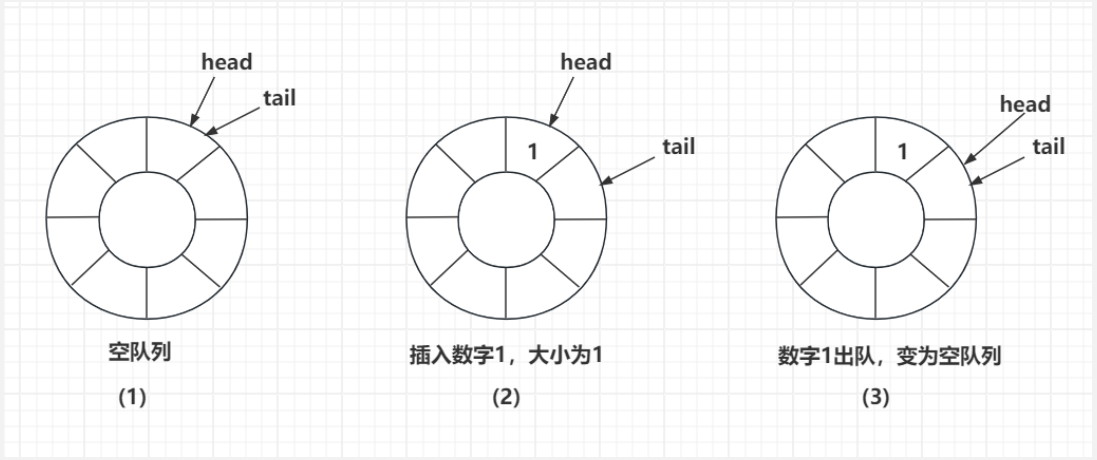 head
tail
空队列
(1)
head
1
tail
插入数字1，大小为1
(2)
head
tail
1
数字1出队，变为空队列
(3)